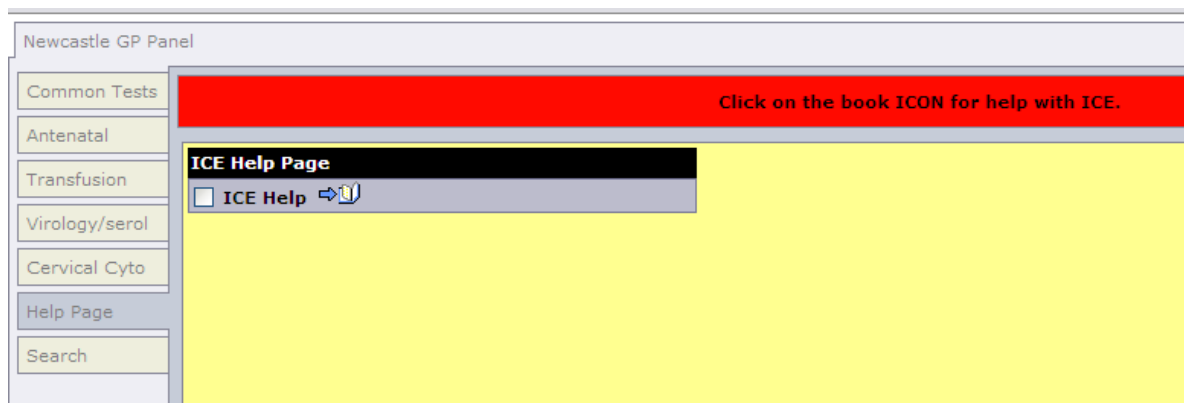 Newcastle GP Panel
Common Tests
Antenatal
Transfusion
Virology/serol
Cervical Cyto
Help Page
Search
Click on the book ICON for help with ICE.
ICE Help Page
ICE Help